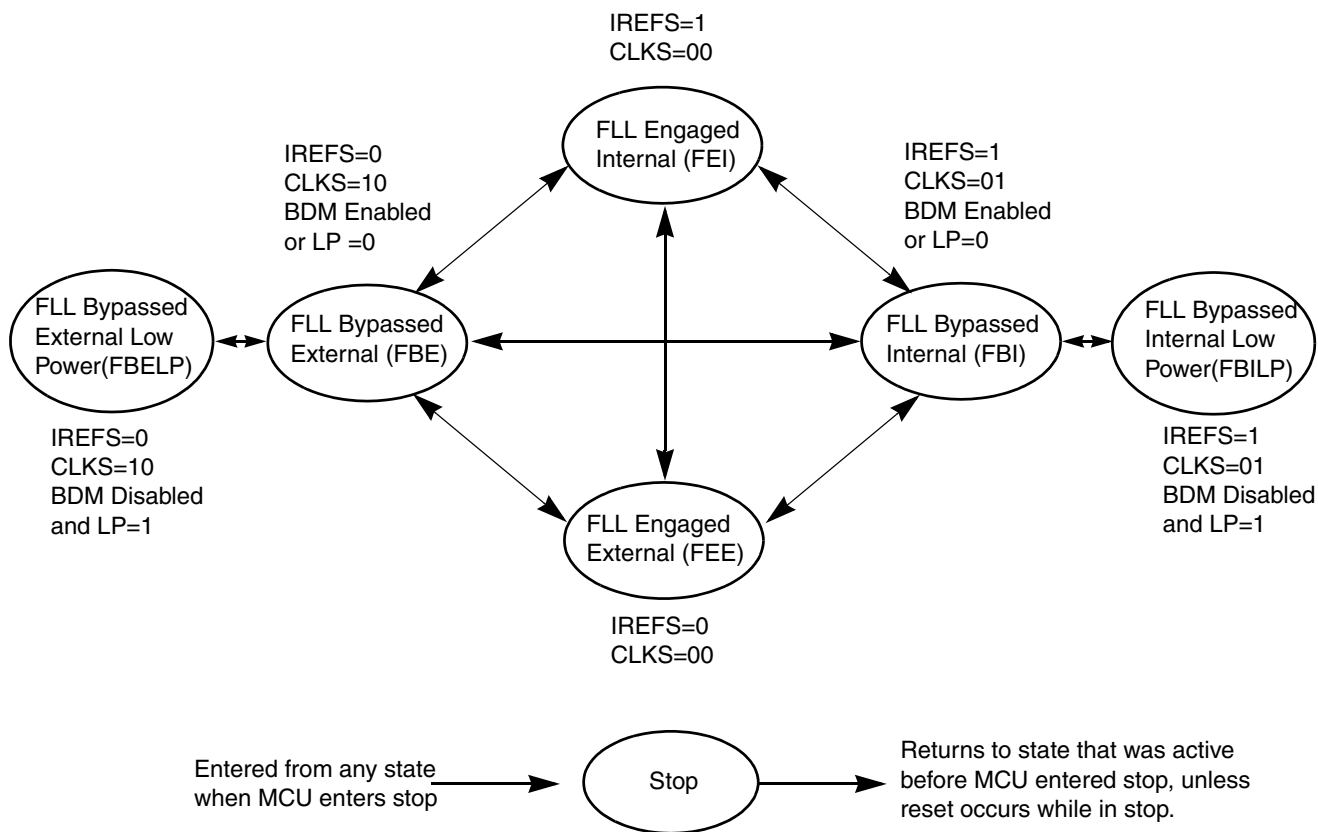 IREFS=1
CLKS=00
FLL Engaged
Internal (FEI)
IREFS=0
CLKS=10
BDM Enabled
or LP =0
IREFS=1
CLKS=01
BDM Enabled
or LP=0
FLL Bypassed
External Low
Power(FBELP)
FLL Bypassed
External (FBE)
FLL Bypassed
Internal (FBI)
FLL Bypassed
Internal Low
Power(FBILP)
IREFS=0
CLKS=10
BDM Disabled
and LP=1
IREFS=1
CLKS=01
BDM Disabled
and LP=1
FLL Engaged
External (FEE)
IREFS=0
CLKS=00
Entered from any state
when MCU enters stop
Stop
Returns to state that was active
before MCU entered stop, unless
reset occurs while in stop.